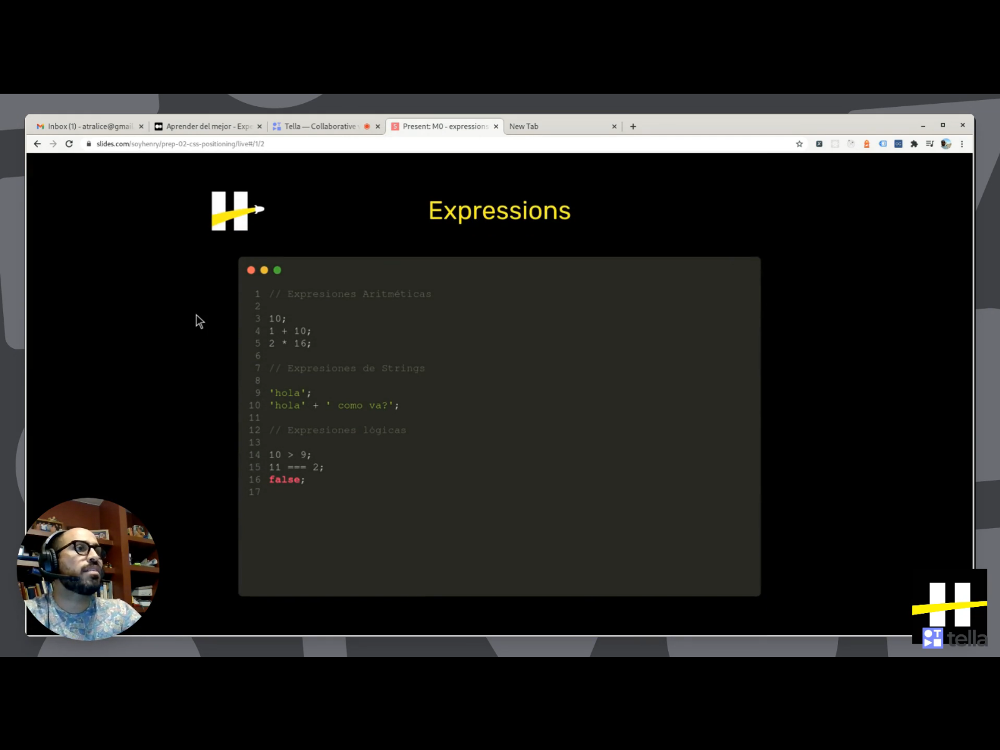 Inbox (1) - atralice@gmai
Aprender del mejor - Exp
Tella — Collaborative
Present: M0 - expressions
New Tab
slides.com/soyhenry/prep-02-css-positioning/live#/1/2
Expressions
1 // Expresiones Aritméticas
2
3 10;
4 1 + 10;
5 2 * 16;
6
7 // Expresiones de Strings
8
9 'hola';
10 'hola' + ' como va?';
11
12 // Expresiones lógicas
13
14 10 > 9;
15 11 === 2;
16 false;
17
tella